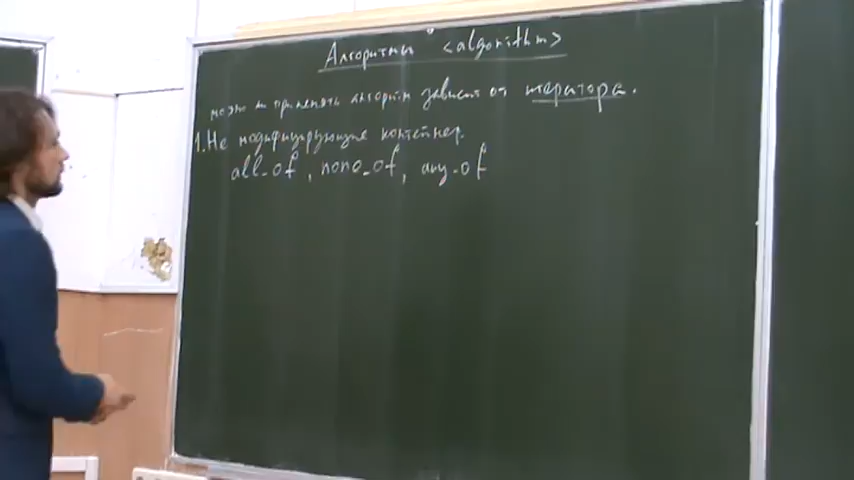 Алгоритмы <algorithm>
можно ли применять алгоритм зависит от итератора.
1. Не модифицирующие контейнер.
all_of, none_of, any_of